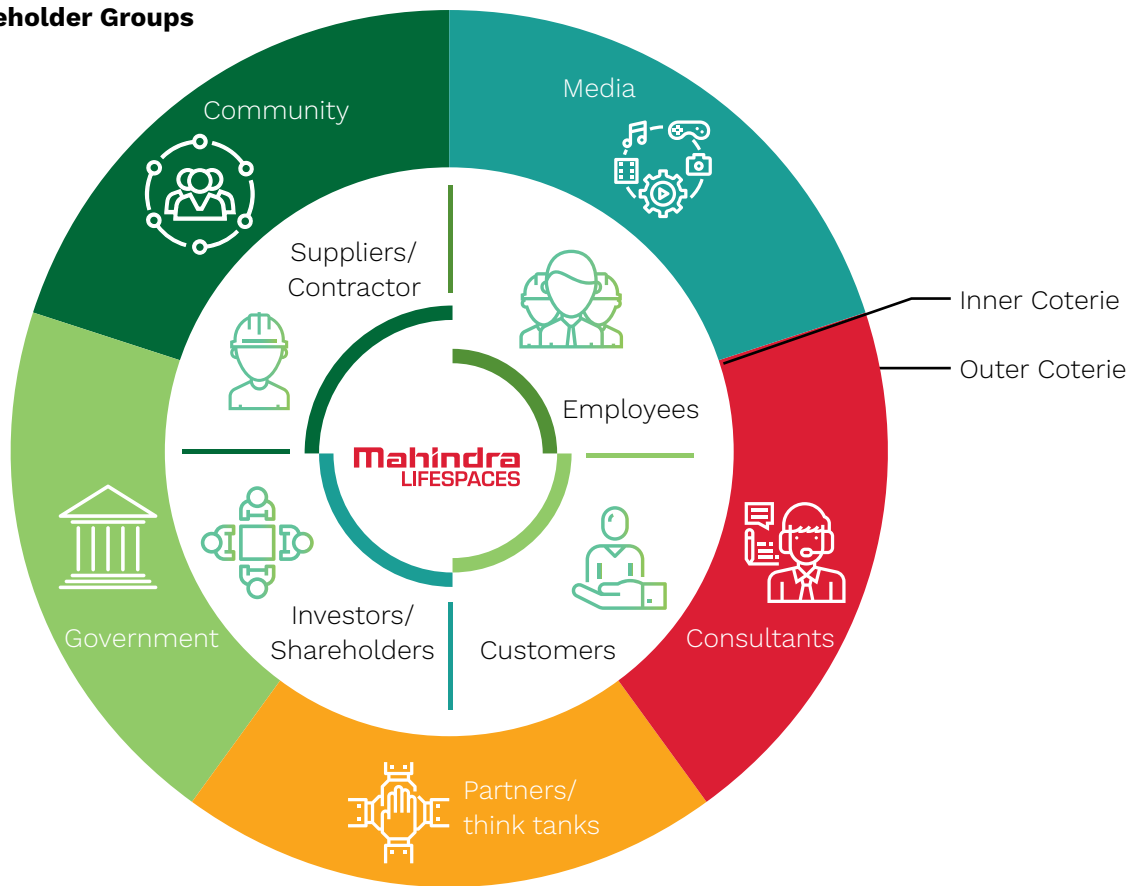 eholder Groups
Community
Media
Suppliers/
Contractor
Inner Coterie
Outer Coterie
Employees
Mahindra
LIFESPACES
Government
Investors/
Shareholders
Customers
Consultants
Partners/
think tanks